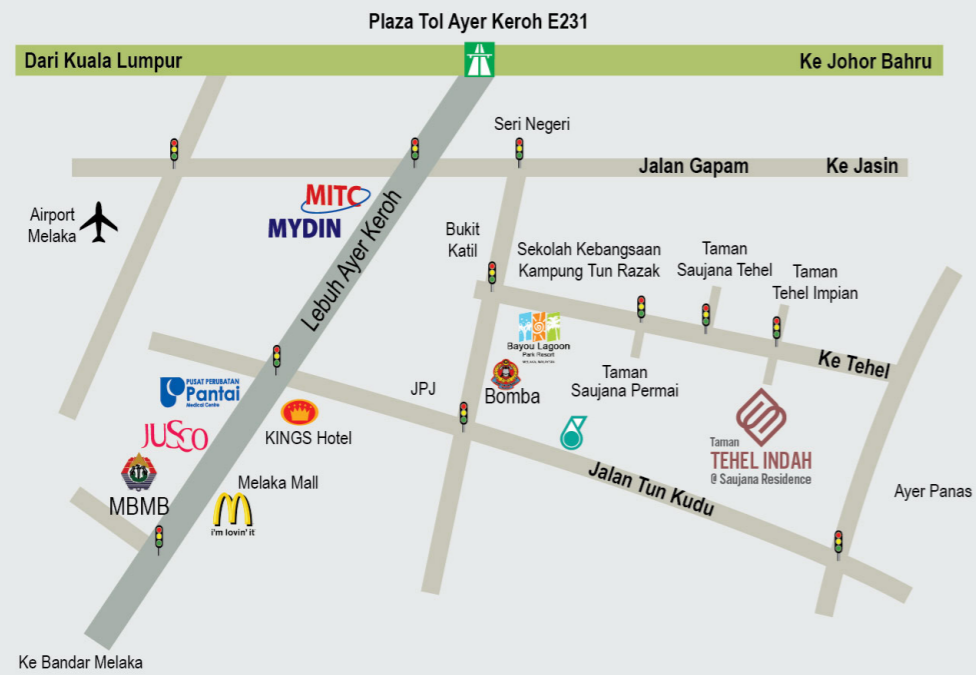 Plaza Tol Ayer Keroh E231
Dari Kuala Lumpur
Ke Johor Bahru
Seri Negeri
Jalan Gapam
Ke Jasin
MITC
MYDIN
Airport
Melaka
Lebuh Ayer Keroh
Bukit
Katil
Sekolah Kebangsaan
Kampung Tun Razak
Taman
Saujana Tehel
Taman
Tehel Impian
Bayou Lagoon
Park Resort
Ke Tehel
PUSAT PERUBATAN
Pantai
Medical Centre
JPJ
Bomba
Taman
Saujana Permai
JUSCO
KINGS Hotel
Taman
TEHEL INDAH
@ Saujana Residence
MBMB
Melaka Mall
i'm lovin' it
Jalan Tun Kudu
Ayer Panas
Ke Bandar Melaka